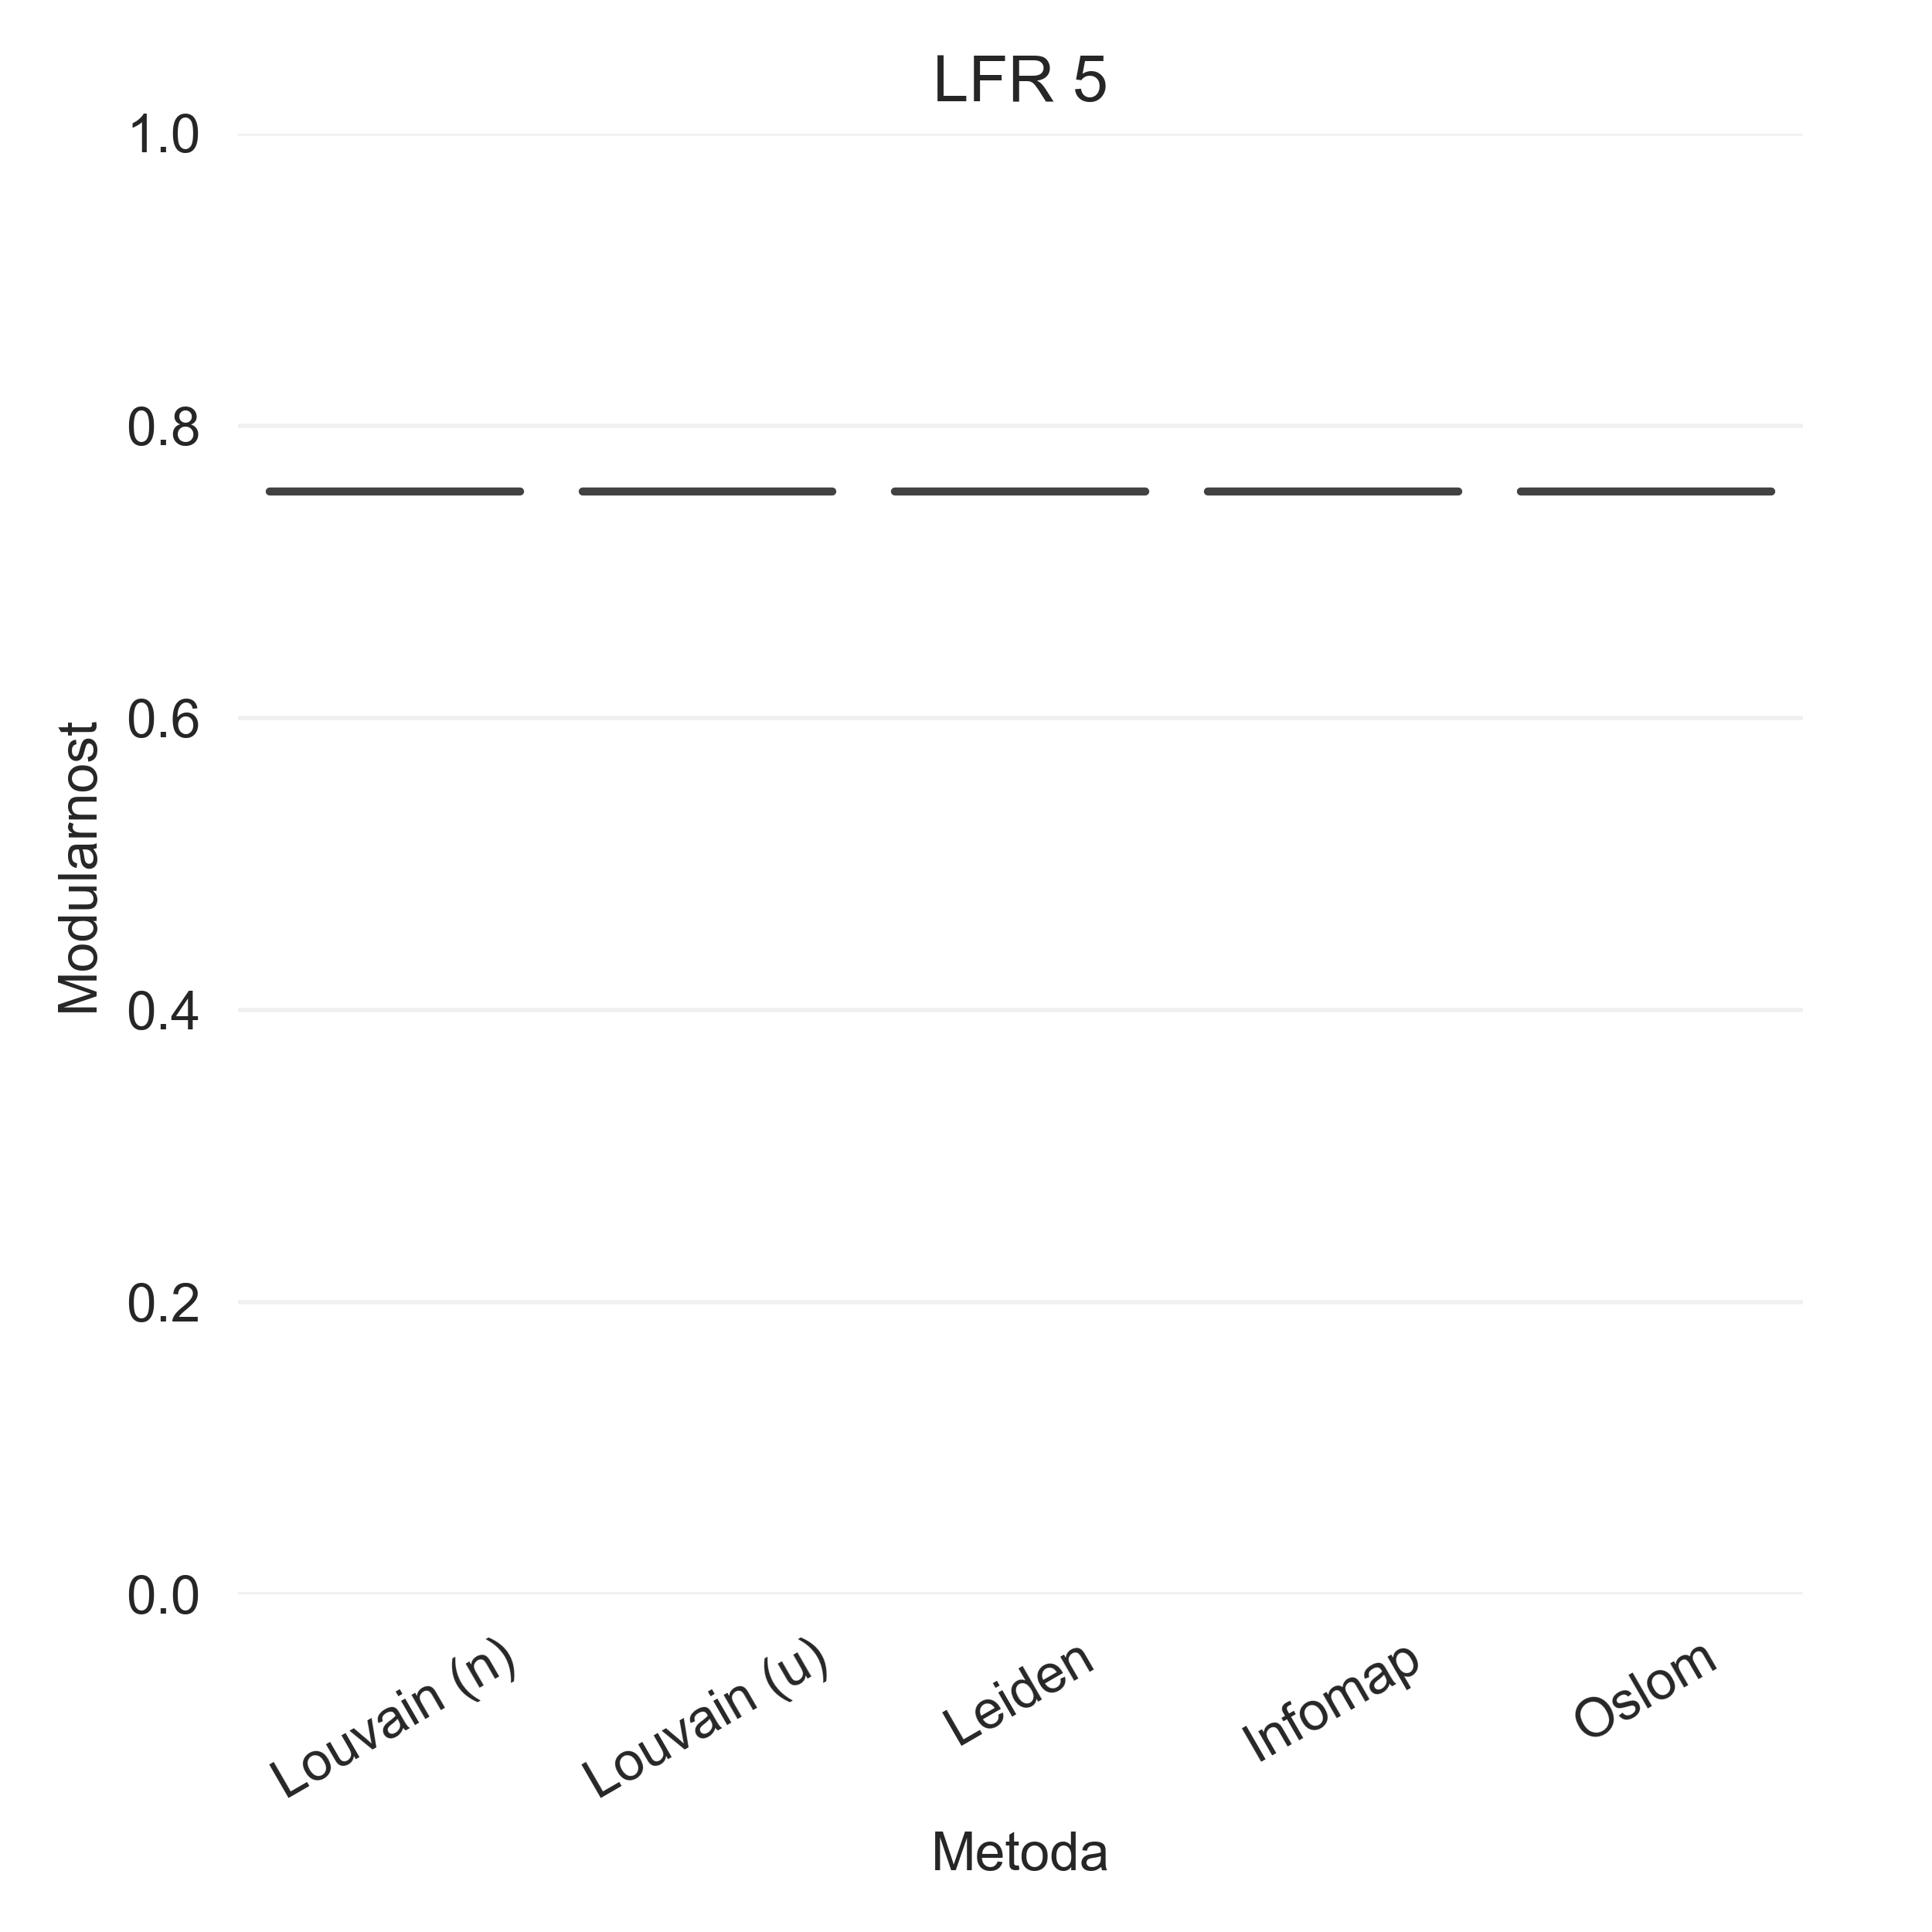 LFR 5
1.0
0.8
0.6
0.4
0.2
0.0
Modularnost
Louvain (n)
Louvain (u)
Leiden
Infomap
Oslom
Metoda